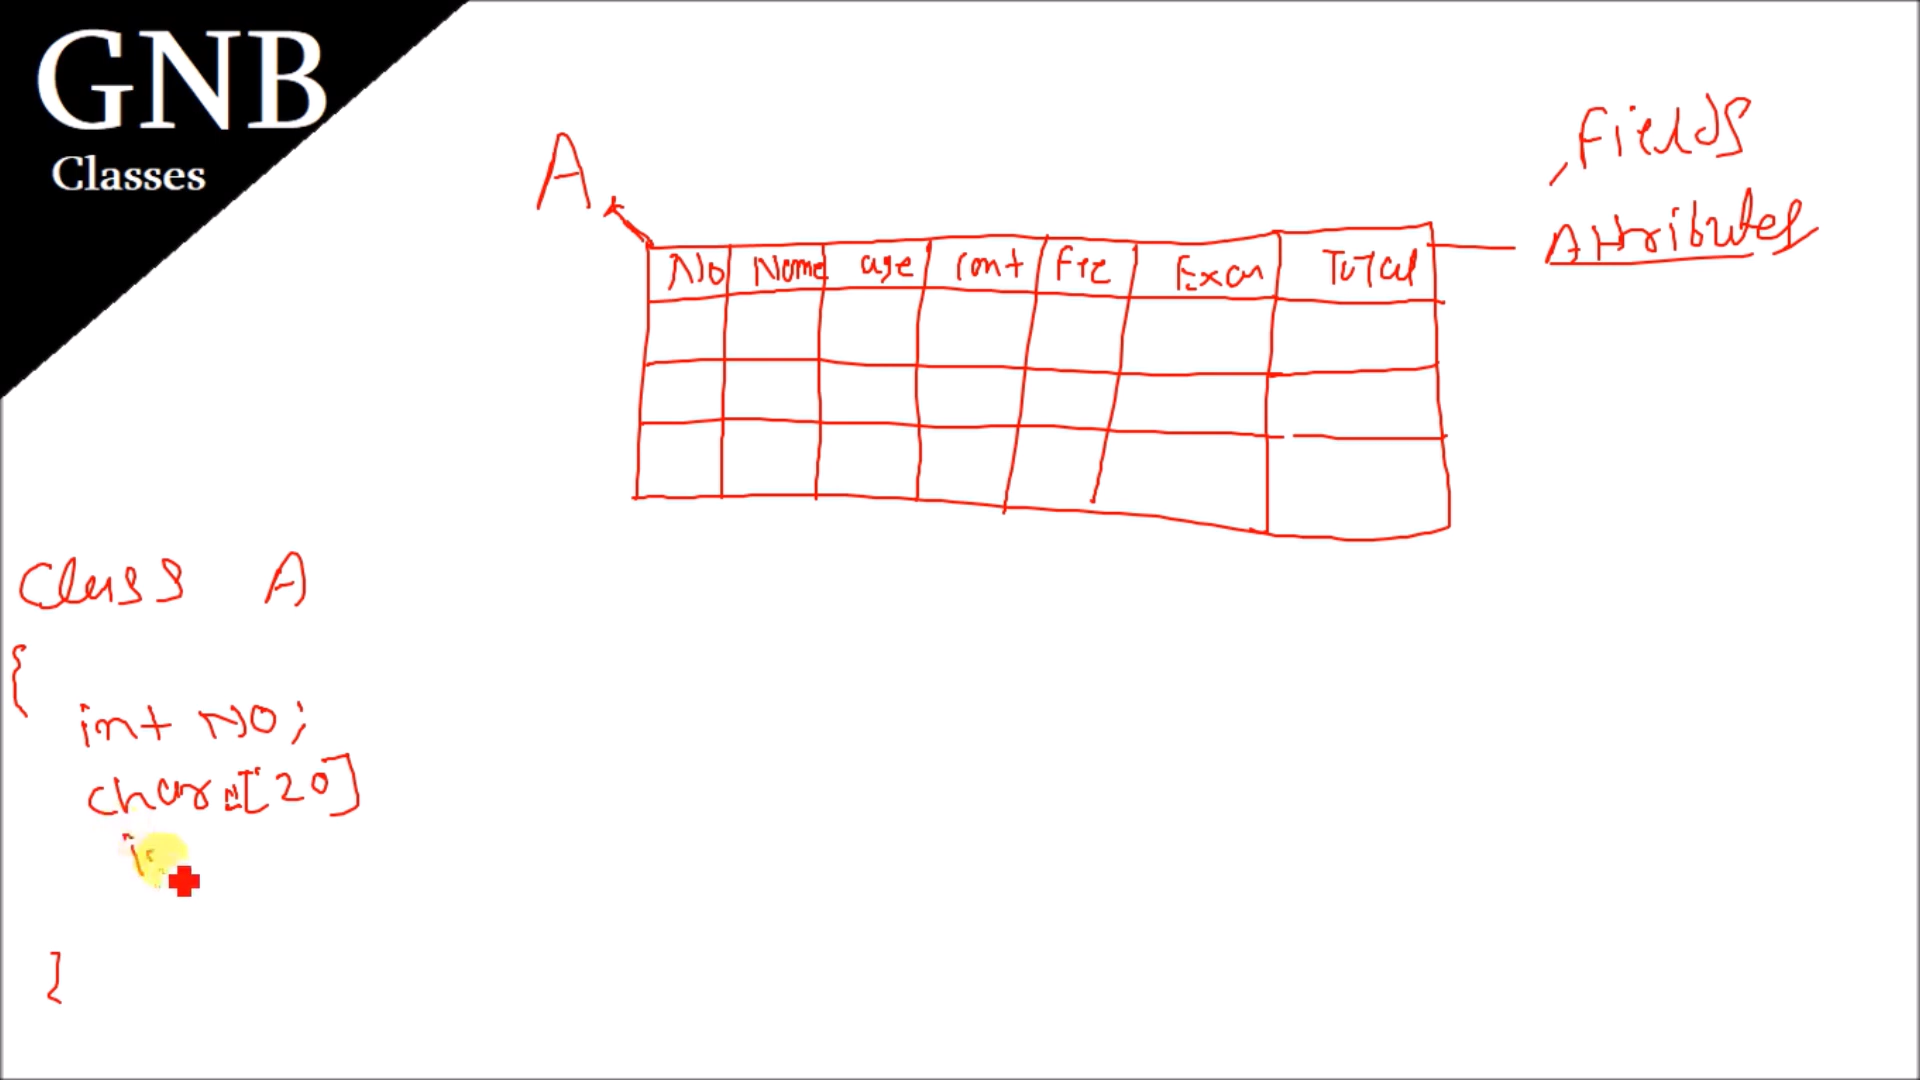 GNB
Classes
Fields
Attributes
A
No Name age cont Fee Exam Total
Class A
{
int NO;
char n[20]
}